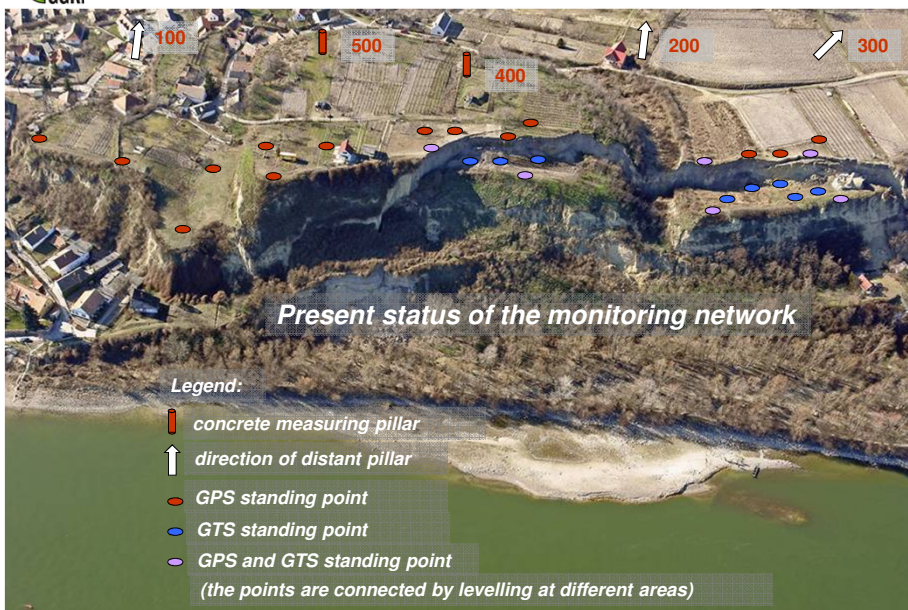 100
500
400
200
300
Present status of the monitoring network
Legend:
concrete measuring pillar
direction of distant pillar
GPS standing point
GTS standing point
GPS and GTS standing point
(the points are connected by levelling at different areas)